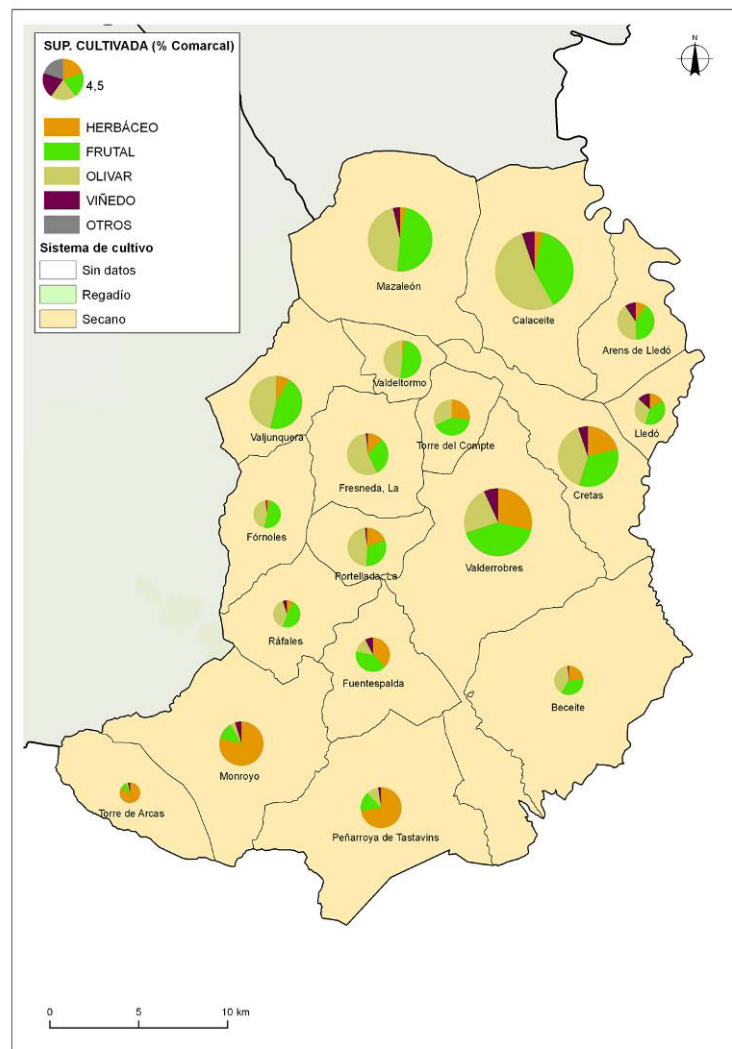 SUP. CULTIVADA (% Comarcal)
4,5
HERBÁCEO
FRUTAL
OLIVAR
VIÑEDO
OTROS
Sistema de cultivo
Sin datos
Regadío
Secano
N
Mazaleón
Calaceite
Arens de Lledó
Valdeltormo
Valjunquera
Torre del Compte
Lledó
Fresneda, La
Cretas
Fórnoles
Valderrobres
Portellada, La
Ráfales
Fuentespalda
Beceite
Monroyo
Torre de Arcas
Peñarroya de Tastavins
0 5 10 km